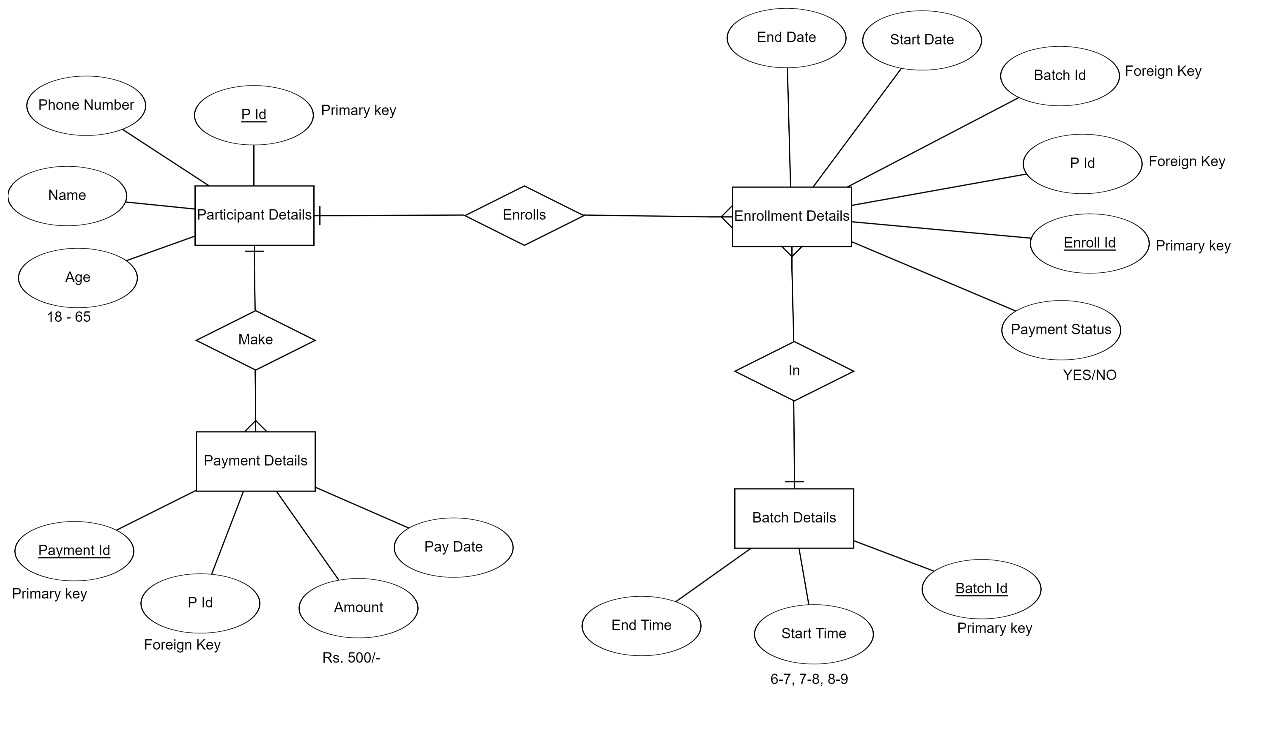 End Date
Start Date
Batch Id
Foreign Key
Phone Number
P Id
Primary key
P Id
Foreign Key
Name
Participant Details
Enrolls
Enrollment Details
Enroll Id
Primary key
Age
18 - 65
Payment Status
YES/NO
Make
In
Payment Details
Batch Details
Payment Id
Primary key
P Id
Foreign Key
Amount
Rs. 500/-
Pay Date
End Time
Start Time
6-7, 7-8, 8-9
Batch Id
Primary key